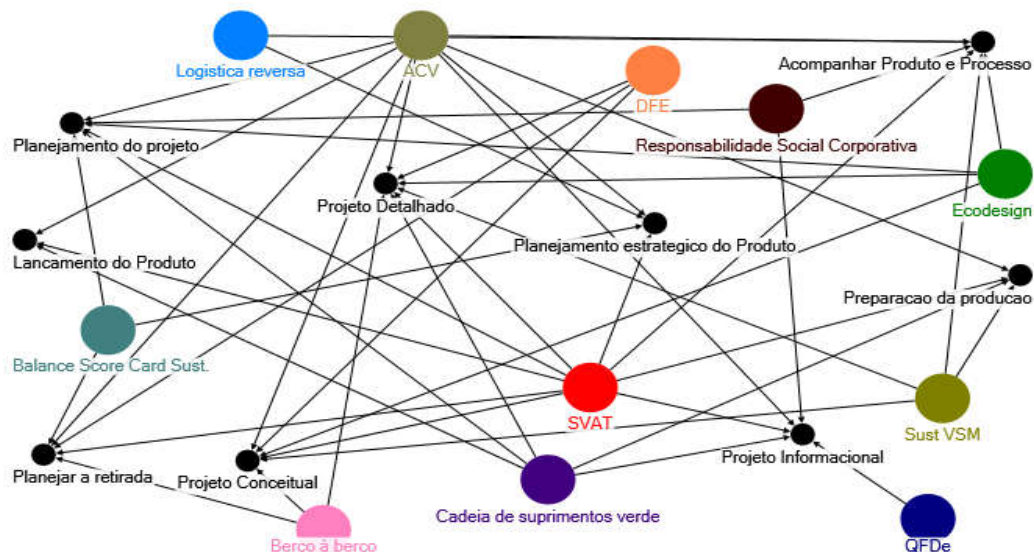 Logistica reversa
ACV
Acompanhar Produto e Processo
DFE
Planejamento do projeto
Responsabilidade Social Corporativa
Projeto Detalhado
Ecodesign
Planejamento estrategico do Produto
Lancamento do Produto
Preparacao da producao
Balance Score Card Sust.
SVAT
Sust VSM
Planejar a retirada
Projeto Conceitual
Projeto Informacional
Cadeia de suprimentos verde
Berco à berco
QFDe